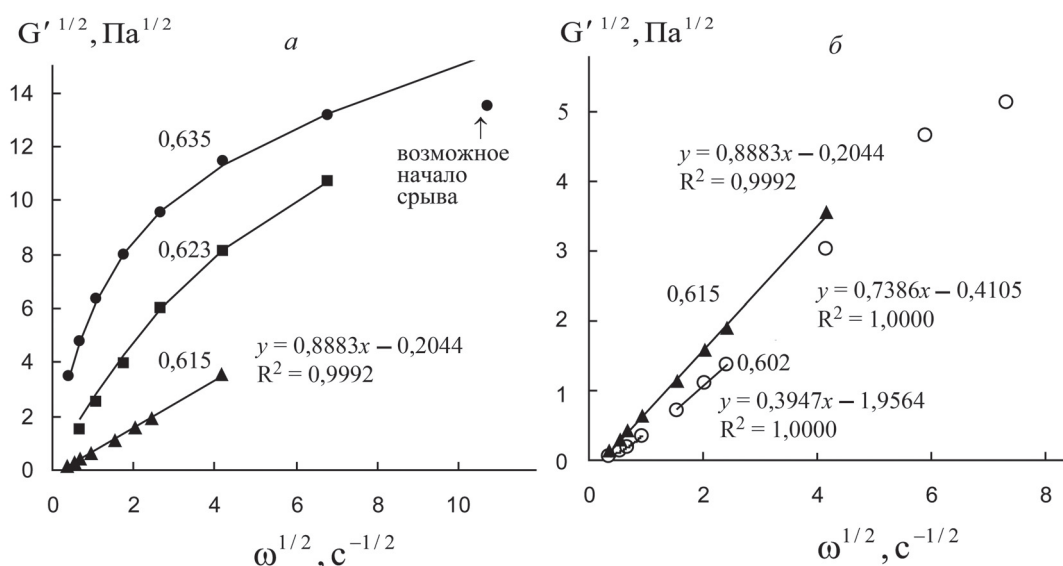 G′ 1/2, Па1/2
а
14
12
10
8
6
4
2
0
0,635
возможное
начало
срыва
0,623
0,615
y = 0,8883x – 0,2044
R2 = 0,9992
0 2 4 6 8 10
ω1/2, с–1/2
G′ 1/2, Па1/2
б
5
4
3
2
1
0
y = 0,8883x – 0,2044
R2 = 0,9992
0,615
y = 0,7386x – 0,4105
R2 = 1,0000
0,602
y = 0,3947x – 1,9564
R2 = 1,0000
0 2 4 6 8
ω1/2, с–1/2